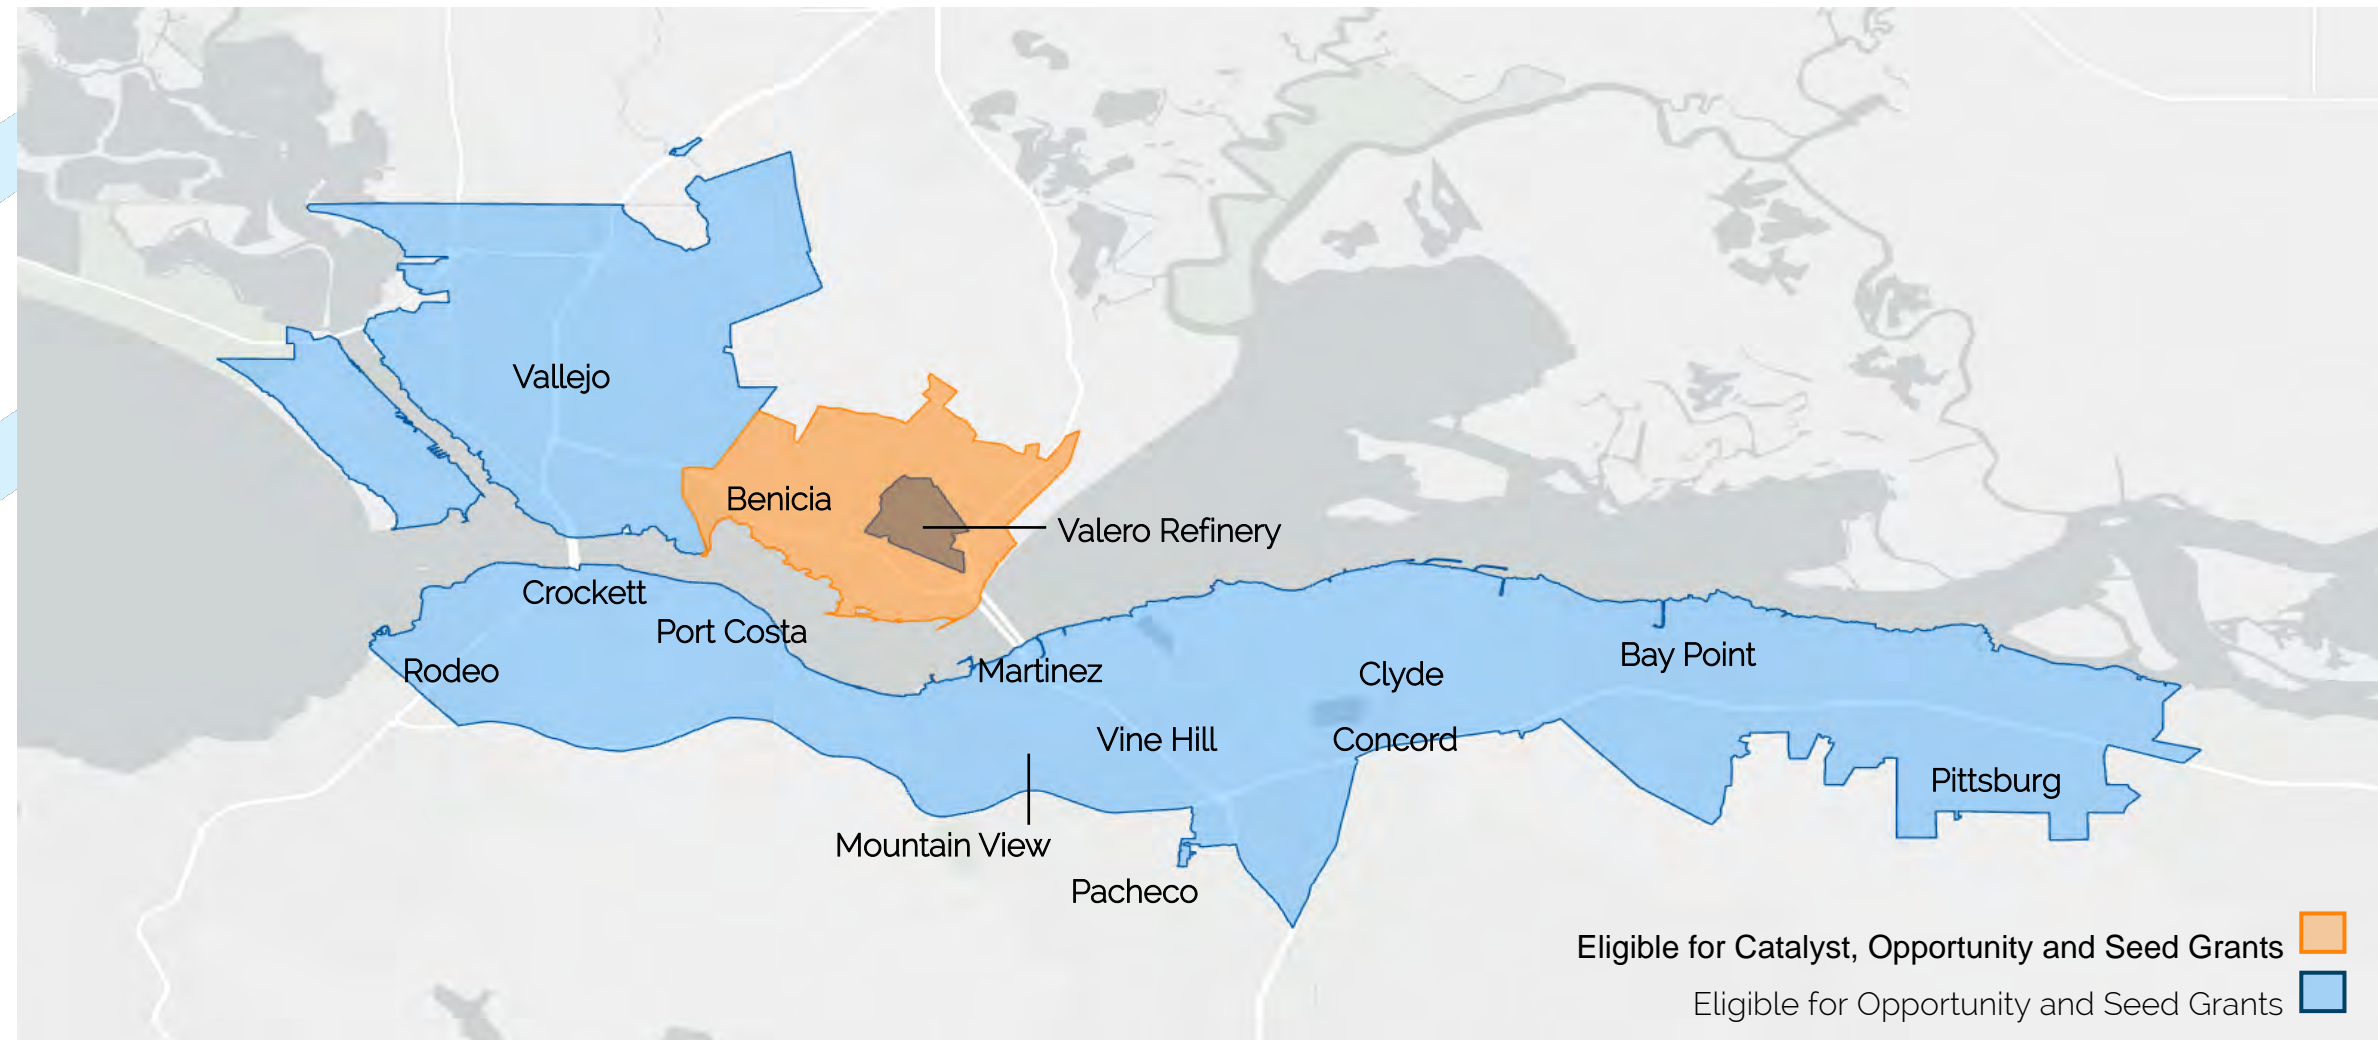 Vallejo
Benicia
Valero Refinery
Crockett
Port Costa
Rodeo
Martinez
Clyde
Bay Point
Vine Hill
Concord
Pittsburg
Mountain View
Pacheco
Eligible for Catalyst, Opportunity and Seed Grants
Eligible for Opportunity and Seed Grants